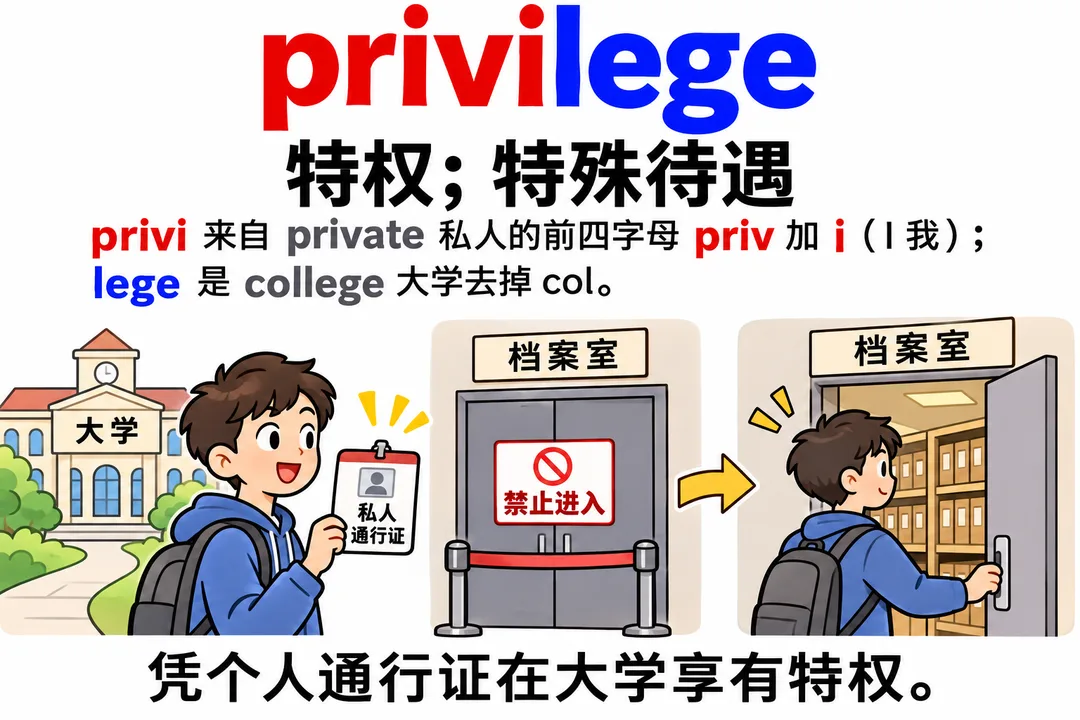 privilege
特权；特殊待遇
privi 来自 private 私人的前四字母 priv 加 i（I 我）；
lege 是 college 大学去掉 col。
大学
私人
通行证
档案室
禁止进入
档案室
凭个人通行证在大学享有特权。